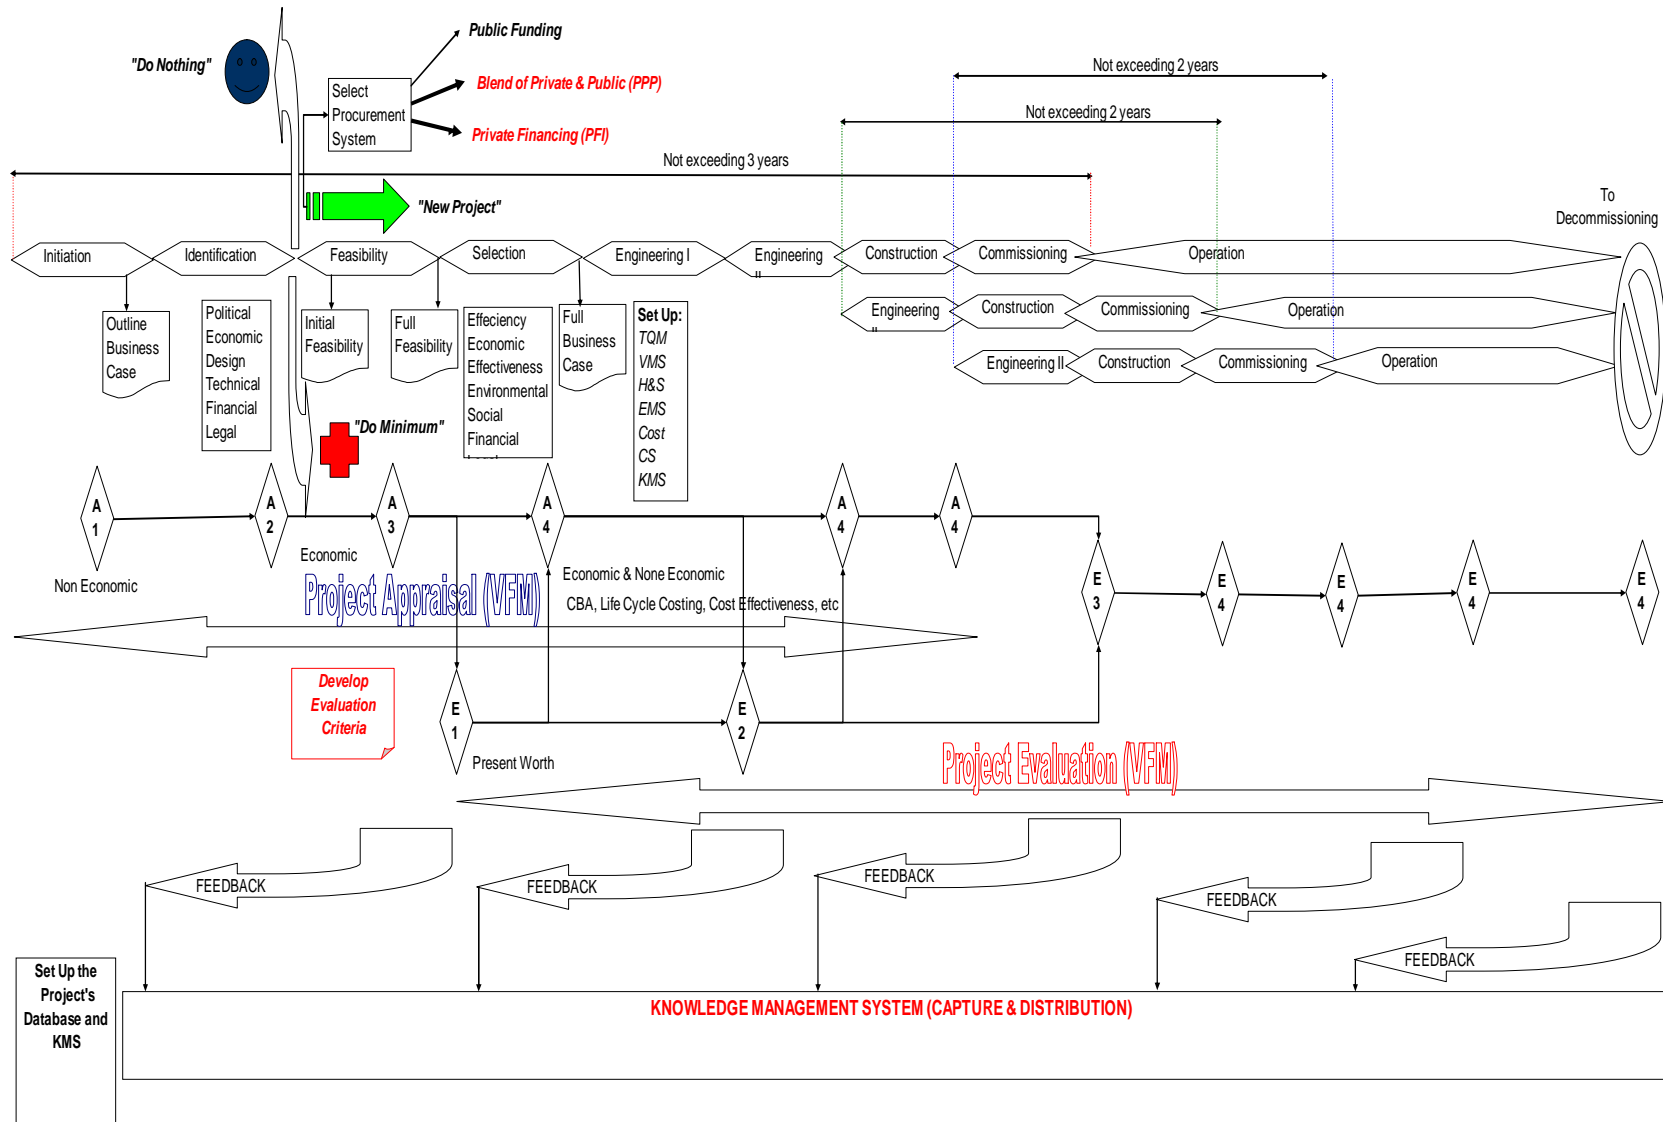 Public Funding
"Do Nothing"
Not exceeding 2 years
Blend of Private & Public (PPP)
Select
Procurement
System
Not exceeding 2 years
Private Financing (PFI)
Not exceeding 3 years
"New Project"
To
Decommissioning
Initiation
Identification
Feasibility
Selection
Engineering I
Engineering
II
Construction
Commissioning
Operation
Engineering
II
Construction
Commissioning
Operation
Engineering II
Construction
Commissioning
Operation
Outline
Business
Case
Political
Economic
Design
Technical
Financial
Legal
Initial
Feasibility
Full
Feasibility
Effeciency
Economic
Effectiveness
Environmental
Social
Financial
Full
Business
Case
Set Up:
TQM
VMS
H&S
EMS
Cost
CS
KMS
"Do Minimum"
A
1
A
2
A
3
A
4
A
4
A
4
Non Economic
Economic
Economic & None Economic
Project Appraisal (VFM)
CBA, Life Cycle Costing, Cost Effectiveness, etc
E
3
E
4
E
4
E
4
E
4
Develop
Evaluation
Criteria
E
1
E
2
Present Worth
Project Evaluation (VFM)
FEEDBACK
FEEDBACK
FEEDBACK
FEEDBACK
FEEDBACK
Set Up the
Project's
Database and
KMS
KNOWLEDGE MANAGEMENT SYSTEM (CAPTURE & DISTRIBUTION)